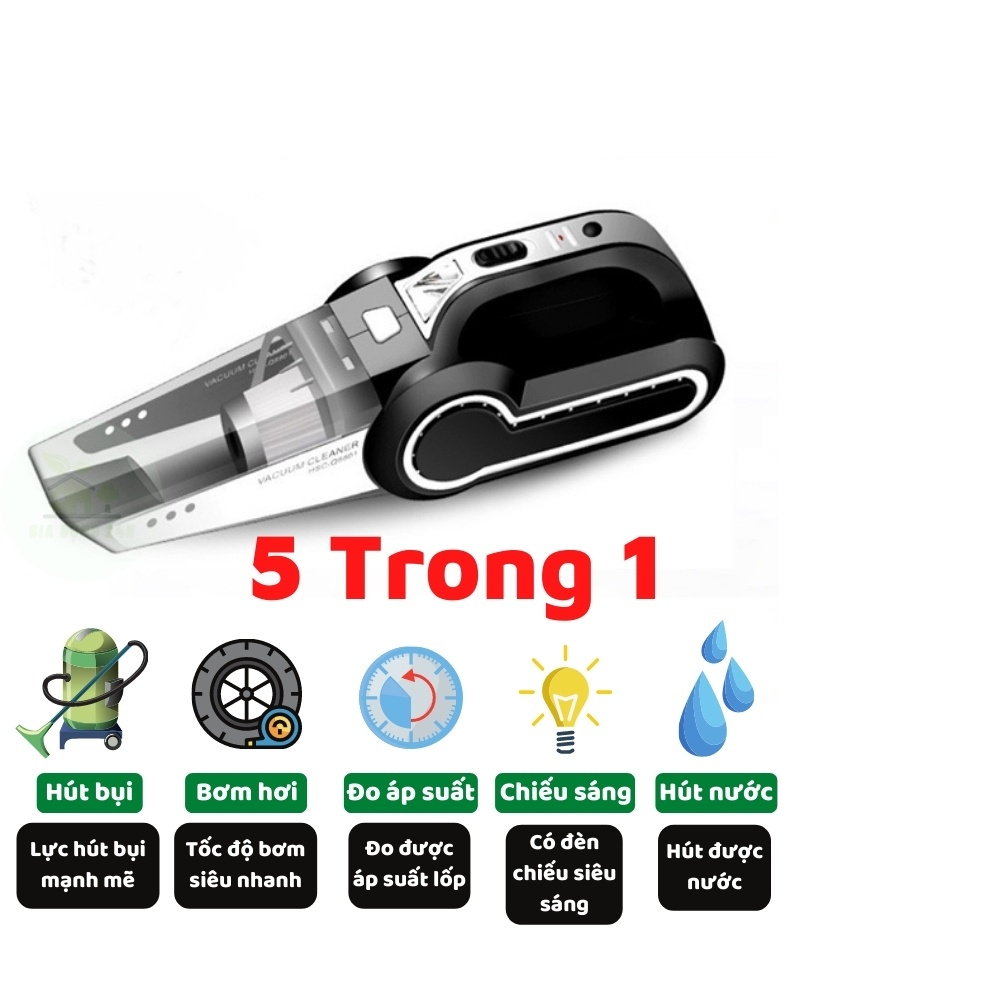 VACUUM CLEANER
5 Trong 1
Hút bụi
Bơm hơi
Đo áp suất
Chiếu sáng
Hút nước
Lực hút bụi
mạnh mẽ
Tốc độ bơm
siêu nhanh
Đo được
áp suất lốp
Có đèn
chiếu siêu
sáng
Hút được
nước